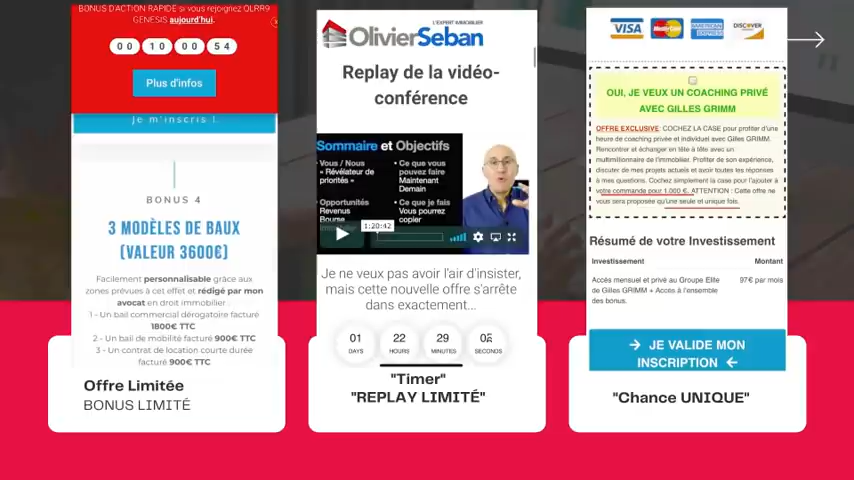 BONUS D'ACTION RAPIDE si vous rejoignez QLRR9
GENESIS aujourd'hui.
00 10 00 54
Plus d'infos
Je m'inscris !
BONUS 4
3 MODÈLES DE BAUX
(VALEUR 3600€)
Facilement personnalisable grâce aux
zones prévues à cet effet et rédigé par mon
avocat en droit immobilier
1 - Un bail commercial dérogatoire facturé
1800€ TTC
2 - Un bail de mobilité facturé 900€ TTC
3 - Un contrat de location courte durée
facturé 900€ TTC
Offre Limitée
BONUS LIMITÉ
L'EXPERT IMMOBILIER
OlivierSeban
Replay de la vidéo-
conférence
Sommaire et Objectifs
• Vous / Nous
« Révélateur de
priorités »
Opportunités
Revenus
Bourse
• Ce que vous
pouvez faire
Maintenant
Demain
• Ce que je fais
Vous pourrez
copier
1:20:42
Je ne veux pas avoir l'air d'insister,
mais cette nouvelle offre s'arrête
dans exactement...
01 22 29
DAYS HOURS MINUTES SECONDS
"Timer"
"REPLAY LIMITÉ"
VISA MasterCard AMERICAN EXPRESS DISCOVER
OUI, JE VEUX UN COACHING PRIVÉ
AVEC GILLES GRIMM
OFFRE EXCLUSIVE: COCHEZ LA CASE pour profiter d'une
heure de coaching privée et individuel avec Gilles GRIMM.
Rencontrer et échanger en tête à tête avec un
multimillionnaire de l'immobilier. Profiter de son expérience,
discuter de mes projets actuels et avoir toutes les réponses
à mes questions. Cochez simplement la case pour l'ajouter à
votre commande pour 1.000 €. ATTENTION : Cette offre ne
vous sera proposée qu'une seule et unique fois.
Résumé de votre Investissement
Investissement Montant
Accès mensuel et privé au Groupe Elite 97€ par mois
de Gilles GRIMM + Accès à l'ensemble
des bonus.
→ JE VALIDE MON
INSCRIPTION ←
"Chance UNIQUE"